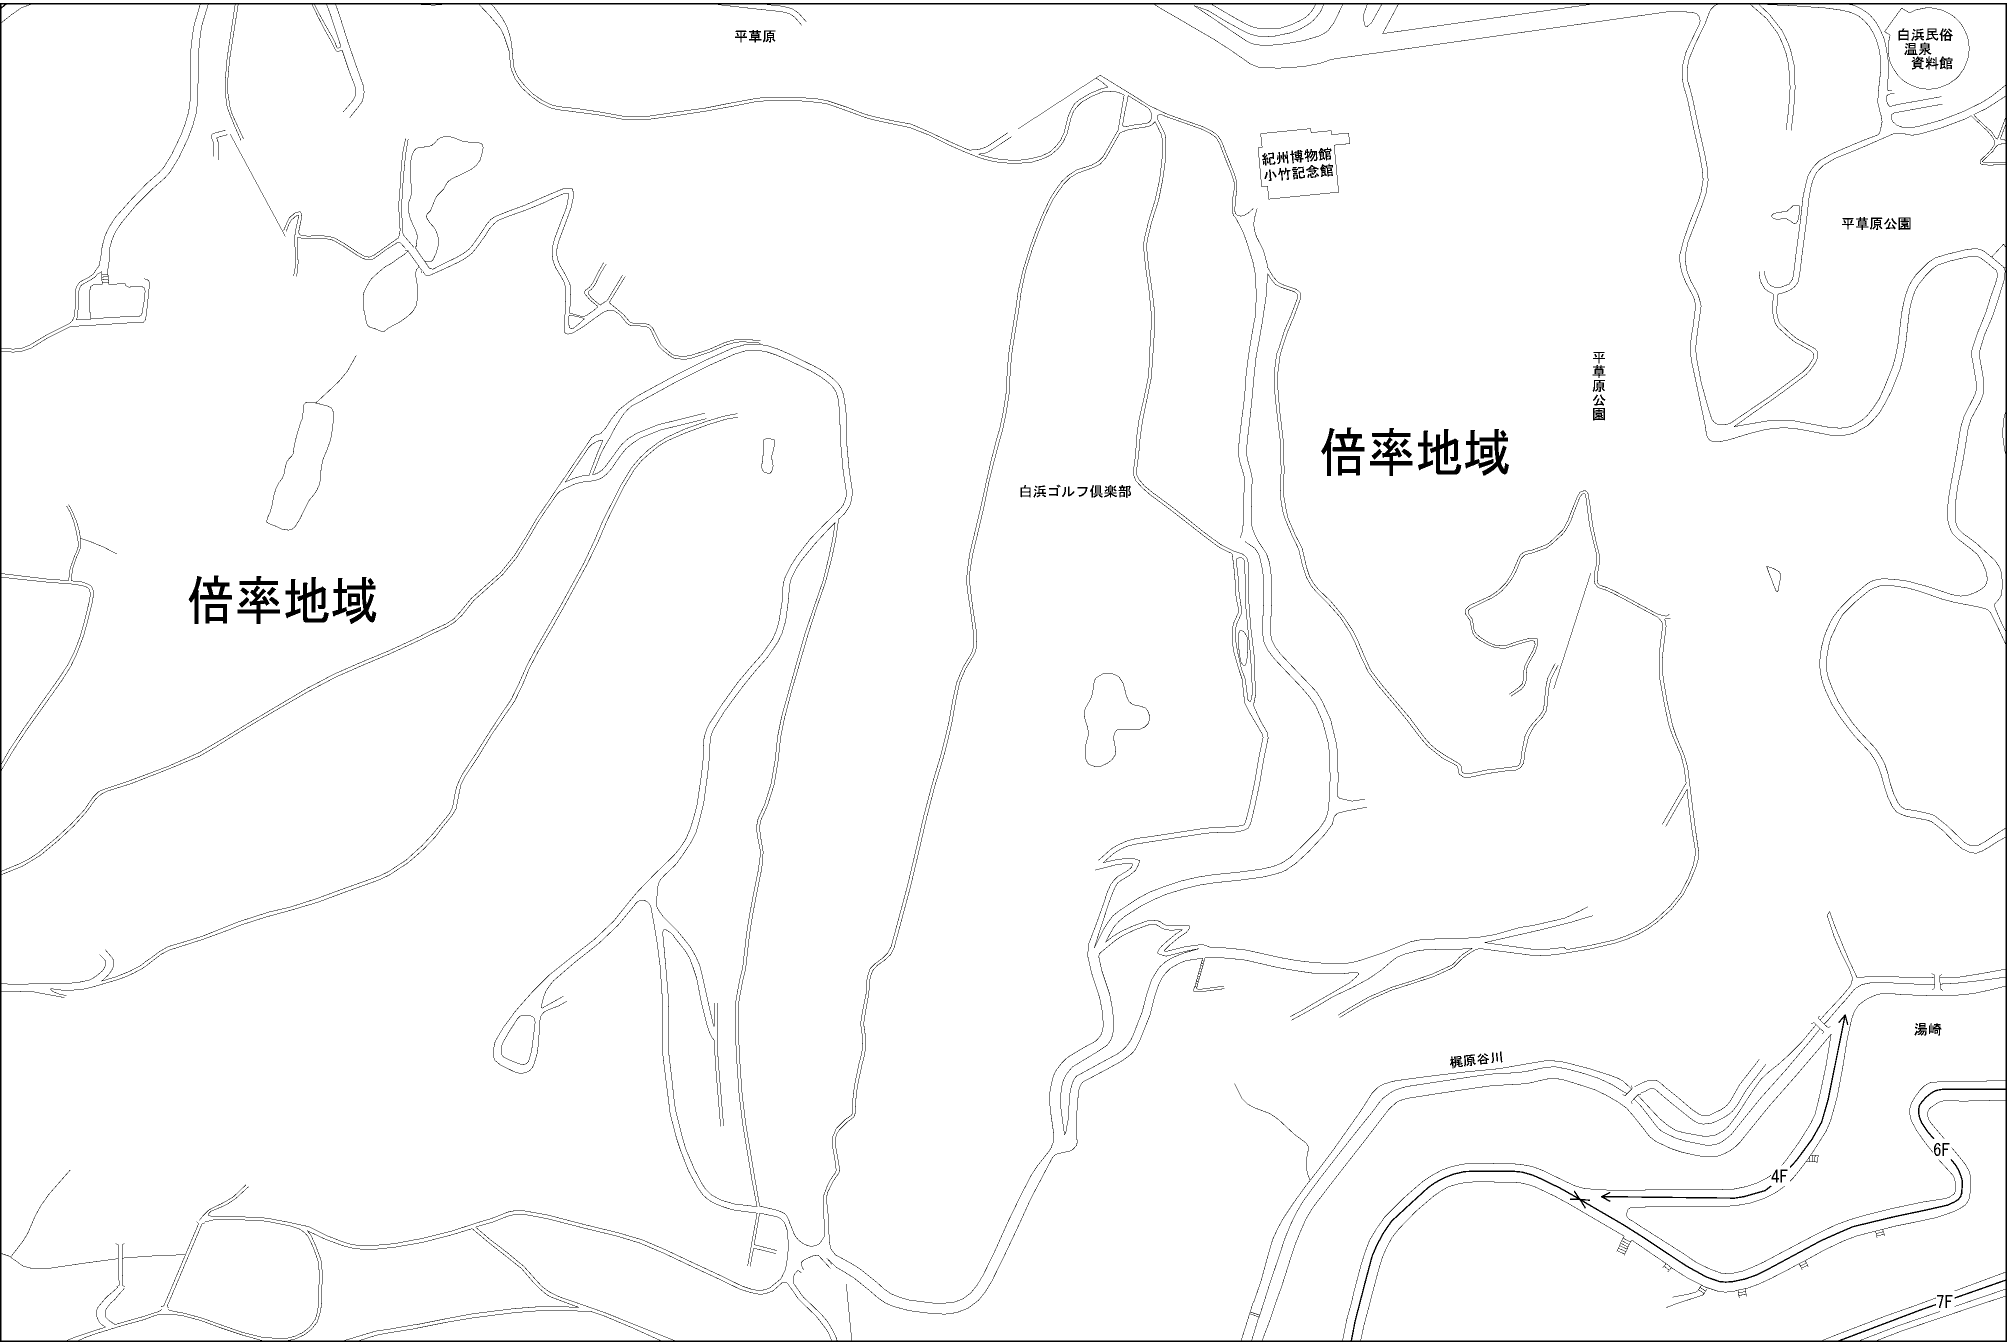 平草原
白浜民俗
温泉
資料館
紀州博物館
小竹記念館
平草原公園
平草原公園
倍率地域
白浜ゴルフ倶楽部
倍率地域
湯崎
梶原谷川
6F
4F
7F